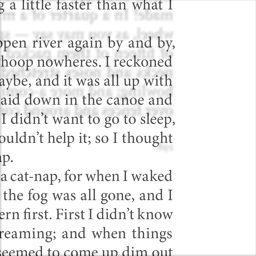 a little faster than what I
open river again by and by,
hoop nowheres. I reckoned
aybe, and it was all up with
laid down in the canoe and
I didn't want to go to sleep,
ouldn't help it; so I thought
ap.
a cat-nap, for when I waked
the fog was all gone, and I
ern first. First I didn't know
reaming; and when things
seemed to come up dim out